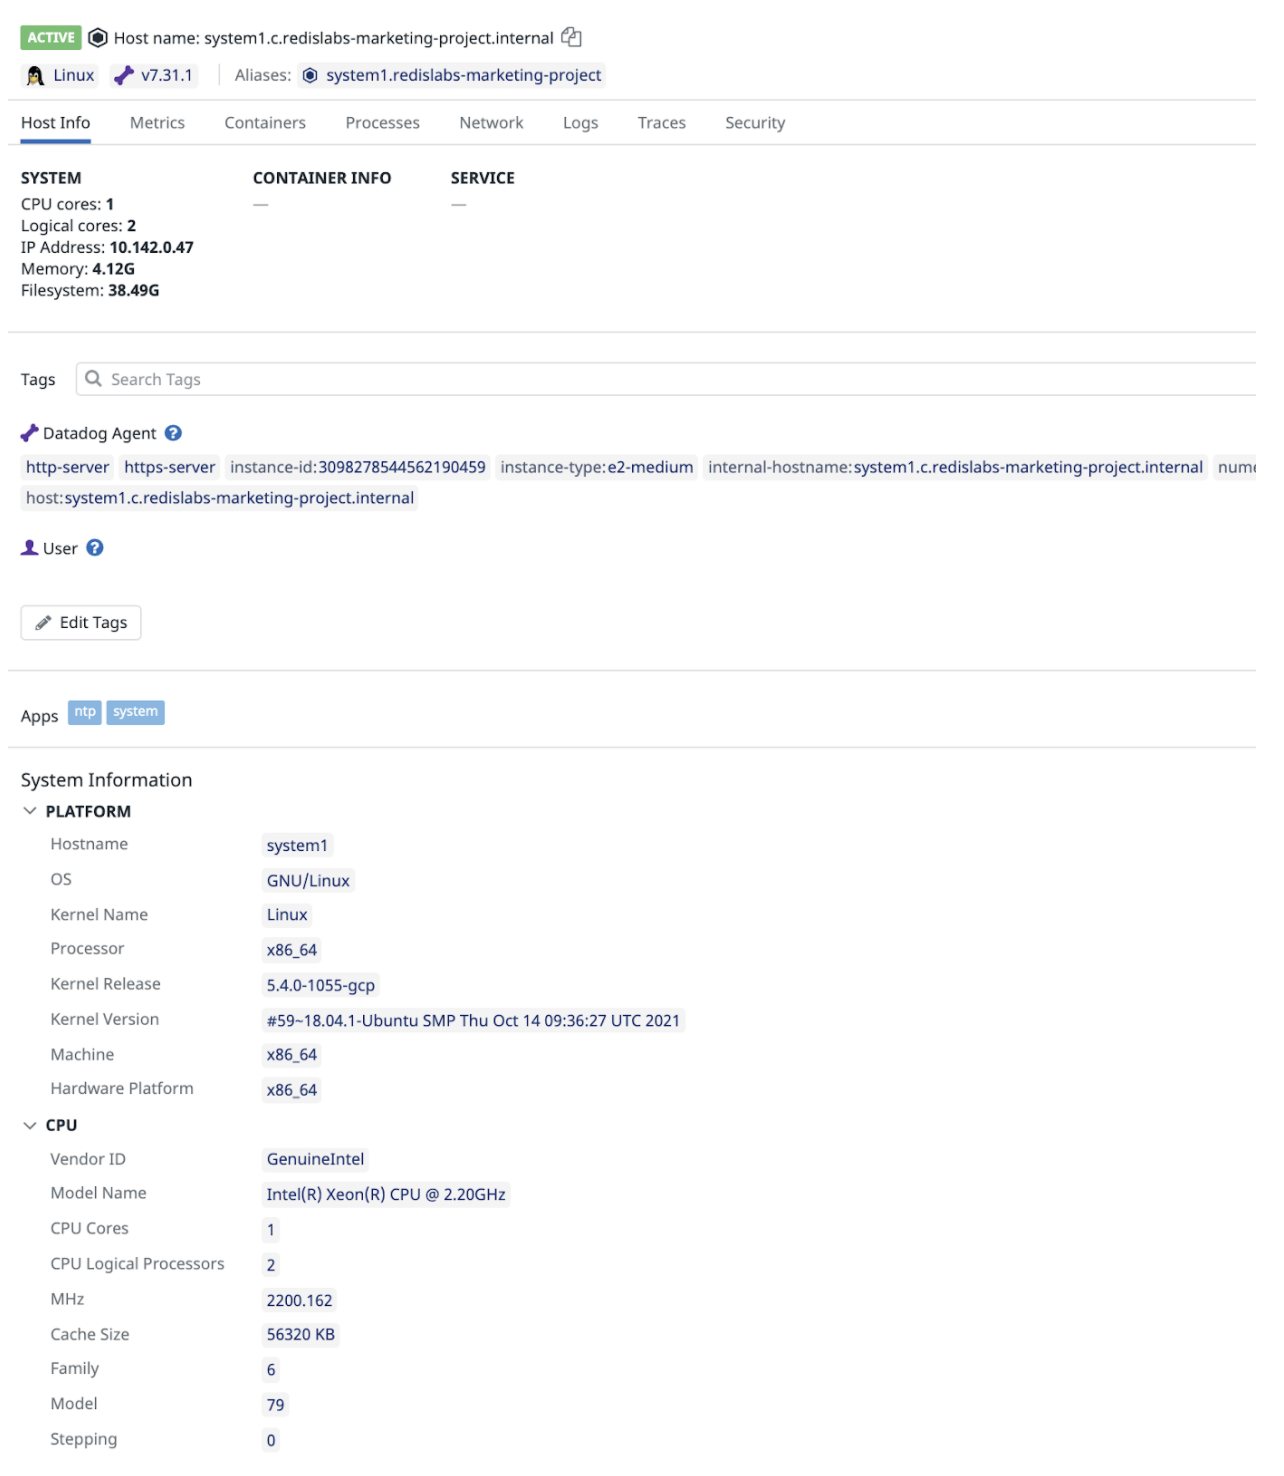 ACTIVE Host name: system1.c.redislabs-marketing-project.internal
Linux v7.31.1 Aliases: system1.redislabs-marketing-project
Host Info Metrics Containers Processes Network Logs Traces Security
SYSTEM CONTAINER INFO SERVICE
CPU cores: 1 — —
Logical cores: 2
IP Address: 10.142.0.47
Memory: 4.12G
Filesystem: 38.49G
Tags Search Tags
Datadog Agent ?
http-server https-server instance-id:3098278544562190459 instance-type:e2-medium internal-hostname:system1.c.redislabs-marketing-project.internal nume
host:system1.c.redislabs-marketing-project.internal
User ?
Edit Tags
Apps ntp system
System Information
PLATFORM
Hostname system1
OS GNU/Linux
Kernel Name Linux
Processor x86_64
Kernel Release 5.4.0-1055-gcp
Kernel Version #59~18.04.1-Ubuntu SMP Thu Oct 14 09:36:27 UTC 2021
Machine x86_64
Hardware Platform x86_64
CPU
Vendor ID GenuineIntel
Model Name Intel(R) Xeon(R) CPU @ 2.20GHz
CPU Cores 1
CPU Logical Processors 2
MHz 2200.162
Cache Size 56320 KB
Family 6
Model 79
Stepping 0